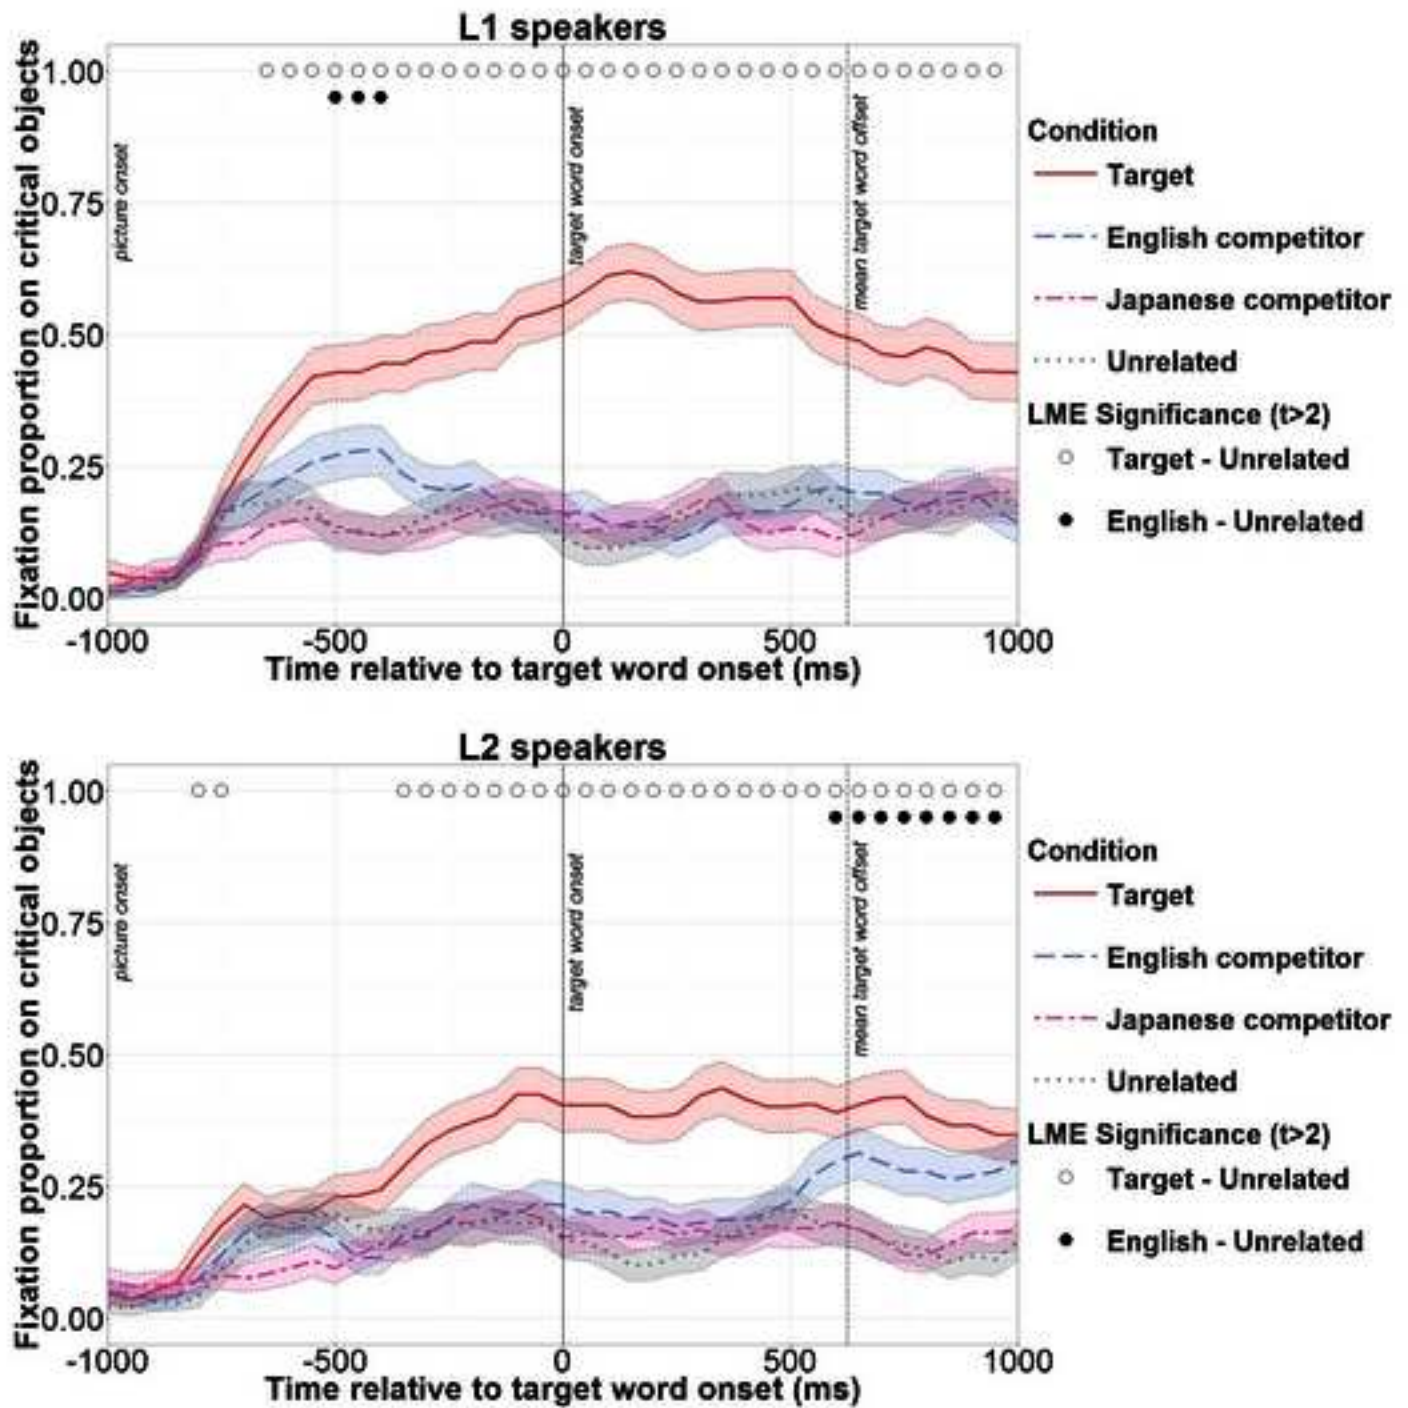 L1 speakers
Fixation proportion on critical objects
1.00
0.75
0.50
0.25
0.00
picture onset
target word onset
mean target word offset
-1000
-500
0
500
1000
Time relative to target word onset (ms)
Condition
Target
English competitor
Japanese competitor
Unrelated
LME Significance (t>2)
Target - Unrelated
English - Unrelated
L2 speakers
Fixation proportion on critical objects
1.00
0.75
0.50
0.25
0.00
picture onset
target word onset
mean target word offset
-1000
-500
0
500
1000
Time relative to target word onset (ms)
Condition
Target
English competitor
Japanese competitor
Unrelated
LME Significance (t>2)
Target - Unrelated
English - Unrelated